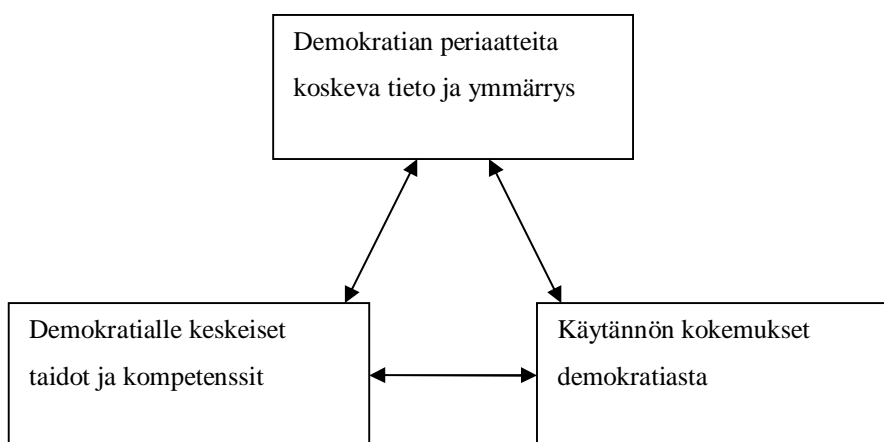 Demokratian periaatteita
koskeva tieto ja ymmärrys
Demokratialle keskeiset
taidot ja kompetenssit
Käytännön kokemukset
demokratiasta